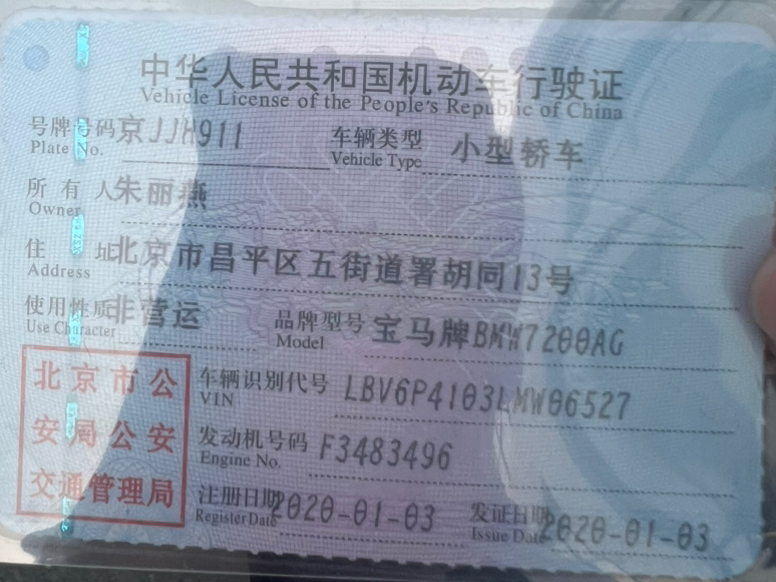 中华人民共和国机动车行驶证
Vehicle License of the People's Republic of China
号牌号码 京JJH911 车辆类型 小型轿车
Plate No. Vehicle Type
所有人 朱丽燕
Owner
住址 北京市昌平区五街道署胡同13号
Address
使用性质 非营运 品牌型号 宝马牌BMW7200AG
Use Character Model
北京市公
安局公安
交通管理局
车辆识别代号 LBV6P4103LMW06527
VIN
发动机号码 F3483496
Engine No.
注册日期 2020-01-03 发证日期 2020-01-03
Register Date Issue Date